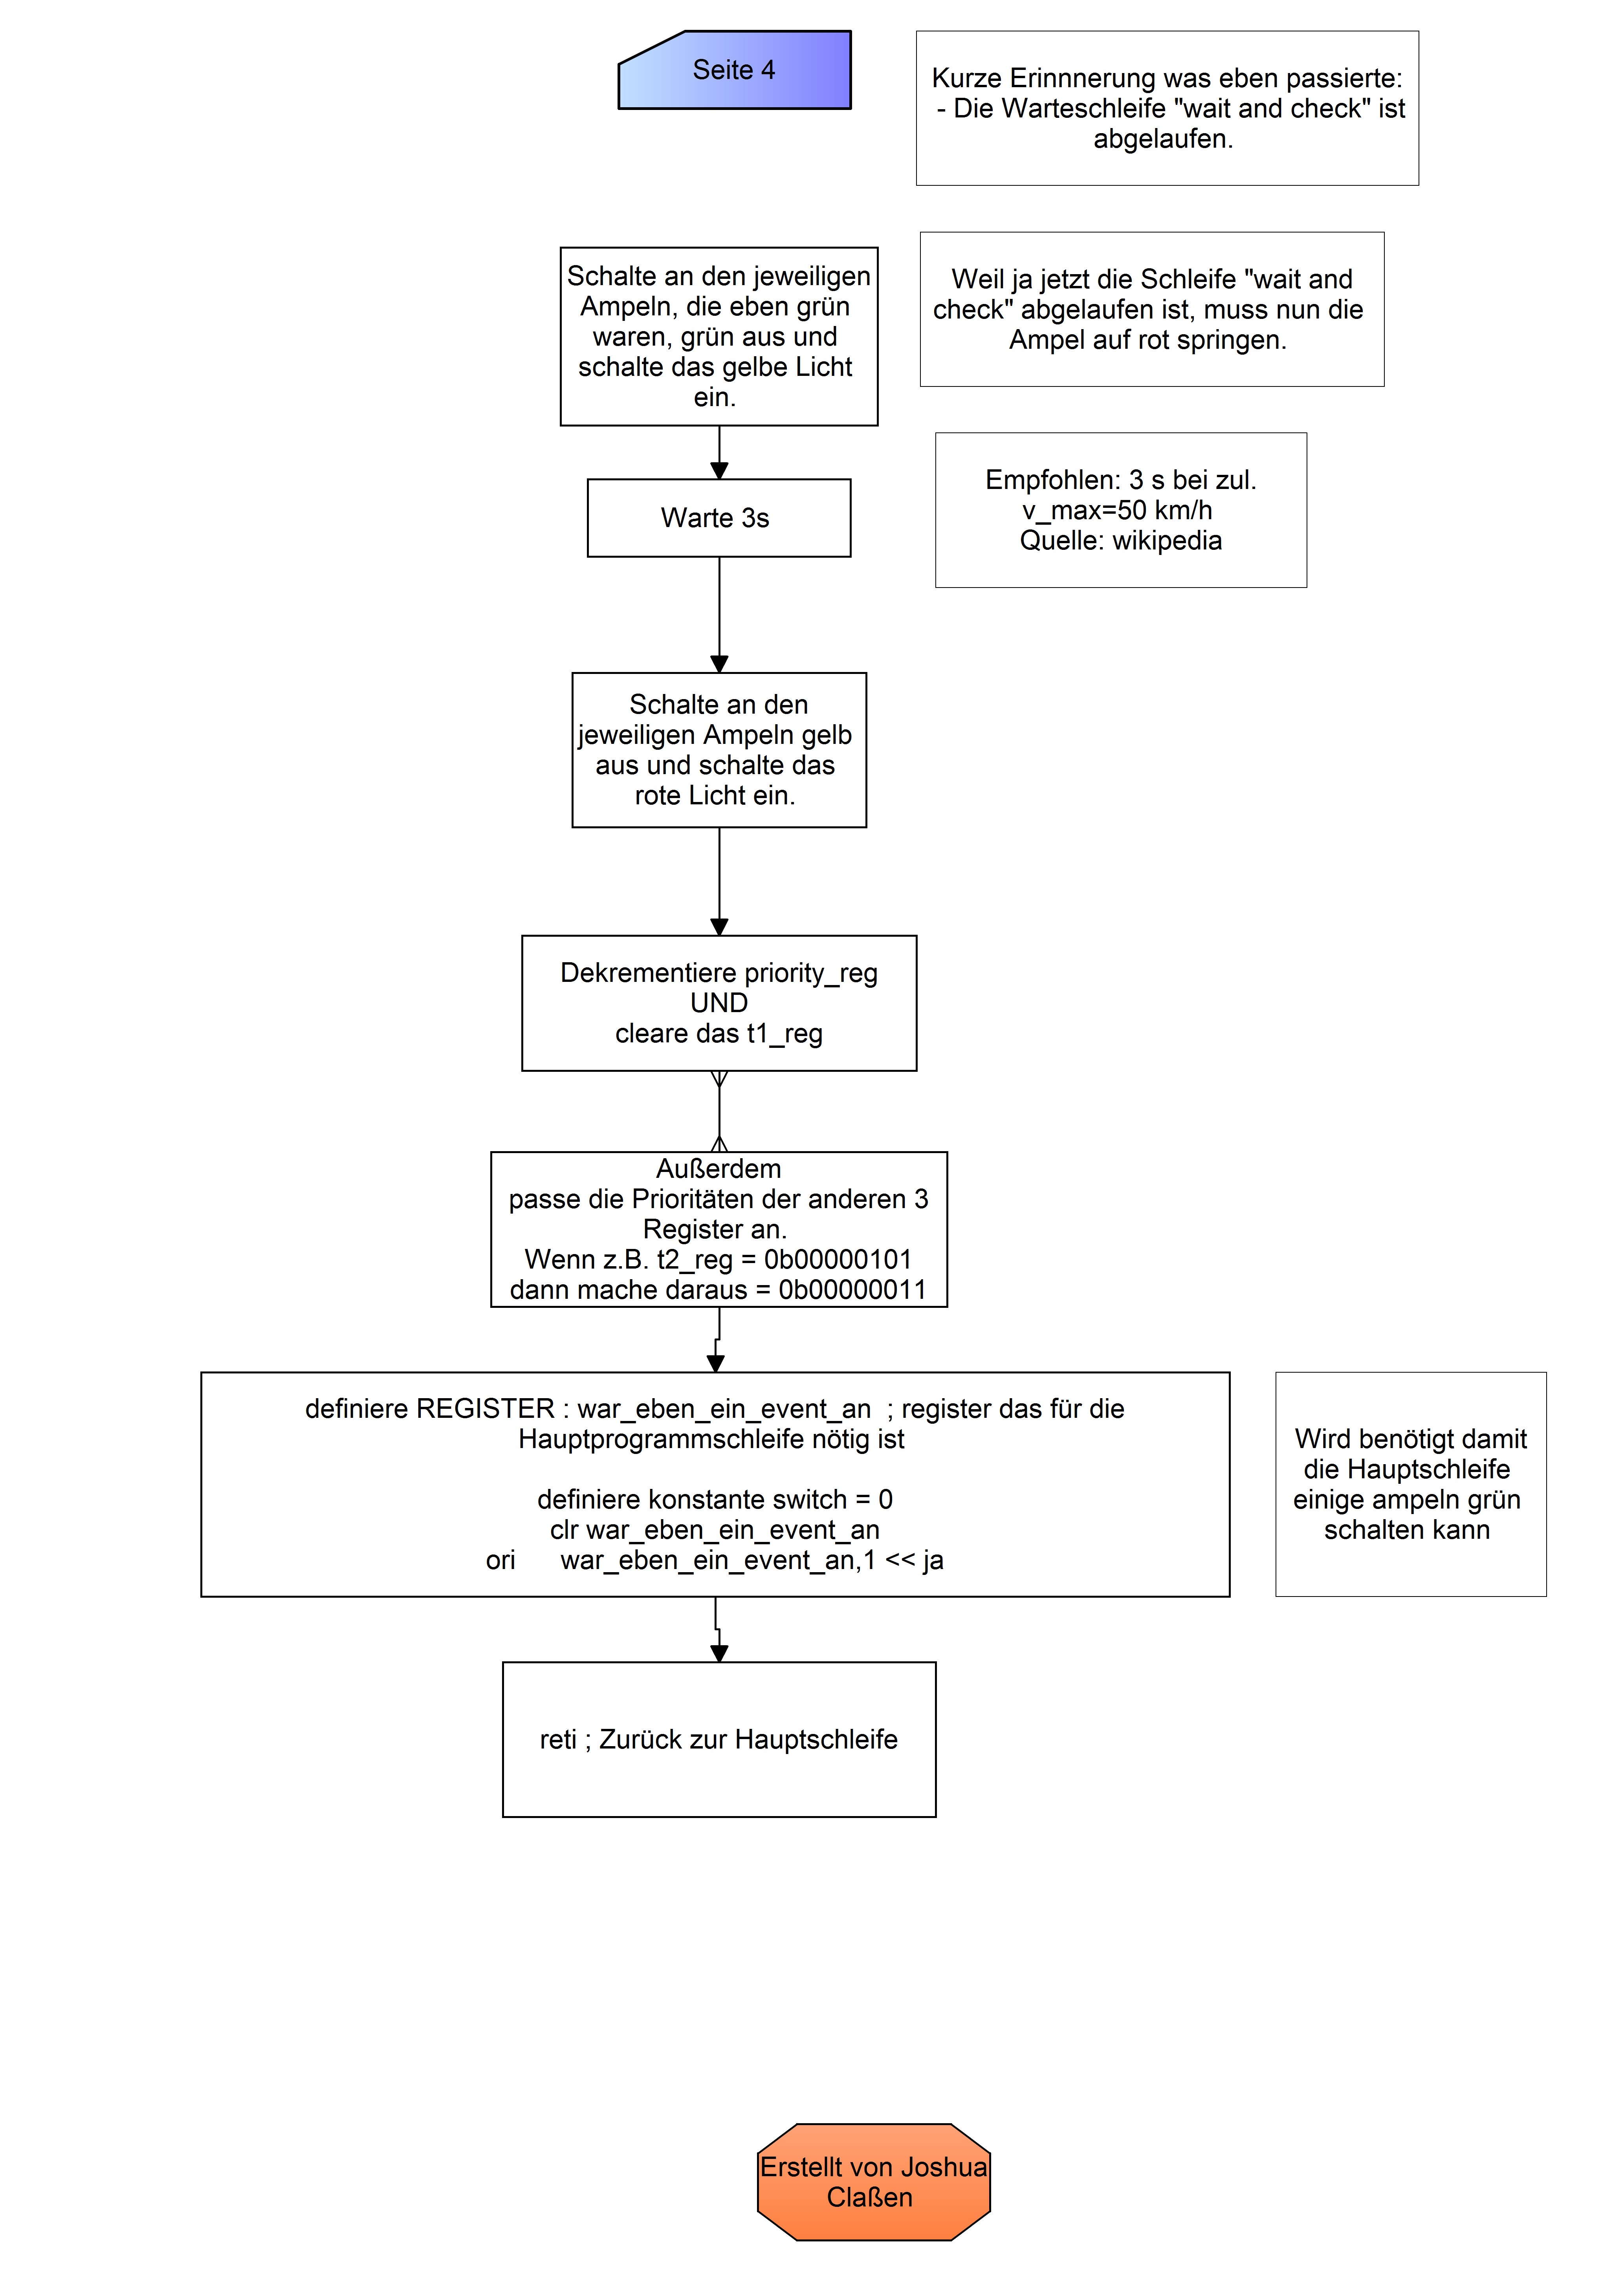 Seite 4
Kurze Erinnnerung was eben passierte:
- Die Warteschleife "wait and check" ist
abgelaufen.
Schalte an den jeweiligen
Ampeln, die eben grün
waren, grün aus und
schalte das gelbe Licht
ein.
Weil ja jetzt die Schleife "wait and
check" abgelaufen ist, muss nun die
Ampel auf rot springen.
Warte 3s
Empfohlen: 3 s bei zul.
v_max=50 km/h
Quelle: wikipedia
Schalte an den
jeweiligen Ampeln gelb
aus und schalte das
rote Licht ein.
Dekrementiere priority_reg
UND
cleare das t1_reg
Außerdem
passe die Prioritäten der anderen 3
Register an.
Wenn z.B. t2_reg = 0b00000101
dann mache daraus = 0b00000011
definiere REGISTER : war_eben_ein_event_an  ; register das für die
Hauptprogrammschleife nötig ist
definiere konstante switch = 0
clr war_eben_ein_event_an
ori      war_eben_ein_event_an,1 << ja
Wird benötigt damit
die Hauptschleife
einige ampeln grün
schalten kann
reti ; Zurück zur Hauptschleife
Erstellt von Joshua
Claßen